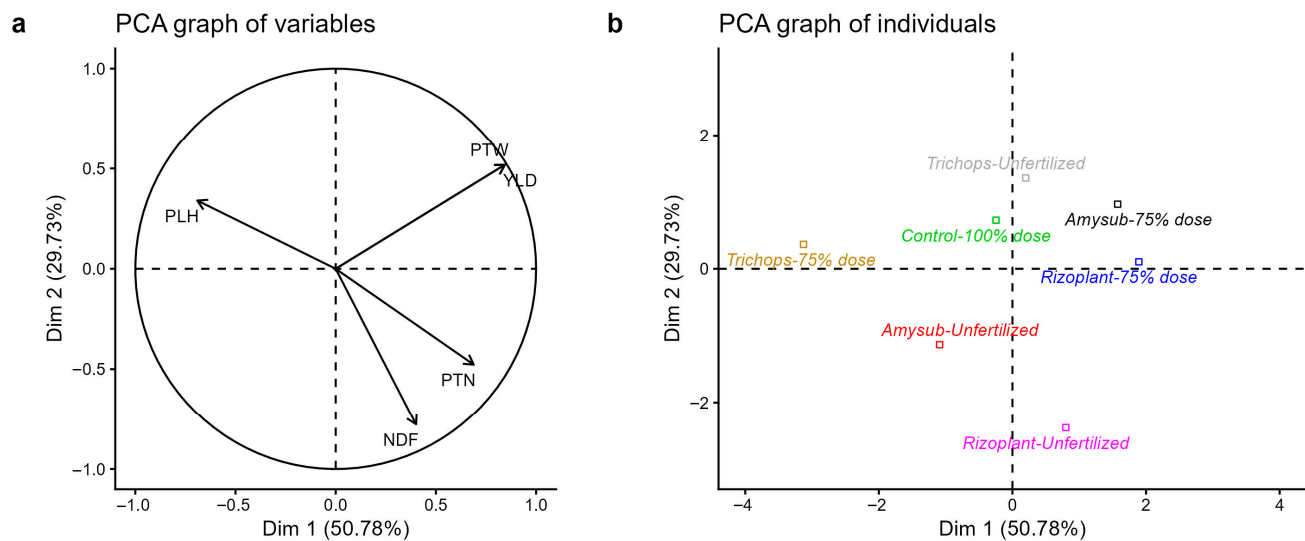 a
PCA graph of variables
1.0
0.5
0.0
−0.5
−1.0
Dim 2 (29.73%)
PTW
YLD
PLH
PTN
NDF
−1.0
−0.5
0.0
0.5
1.0
Dim 1 (50.78%)
b
PCA graph of individuals
2
0
−2
Dim 2 (29.73%)
Trichops-Unfertilized
Amysub-75% dose
Control-100% dose
Trichops-75% dose
Rizoplant-75% dose
Amysub-Unfertilized
Rizoplant-Unfertilized
−4
−2
0
2
4
Dim 1 (50.78%)